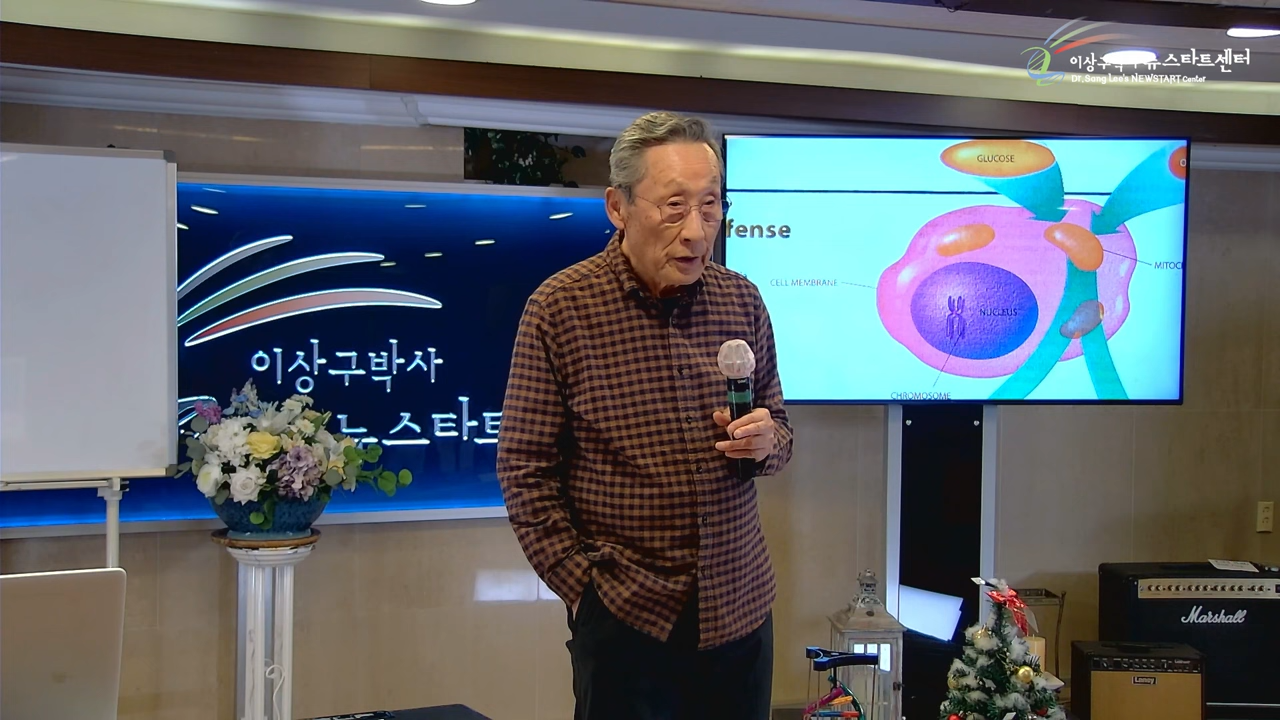 이상구박사 뉴스타트센터
Dr. Sang Lee's NEWSTART Center
GLUCOSE
fense
MITOC
CELL MEMBRANE
NUCLEUS
CHROMOSOME
이상구박사
뉴스타트
Marshall
Laney